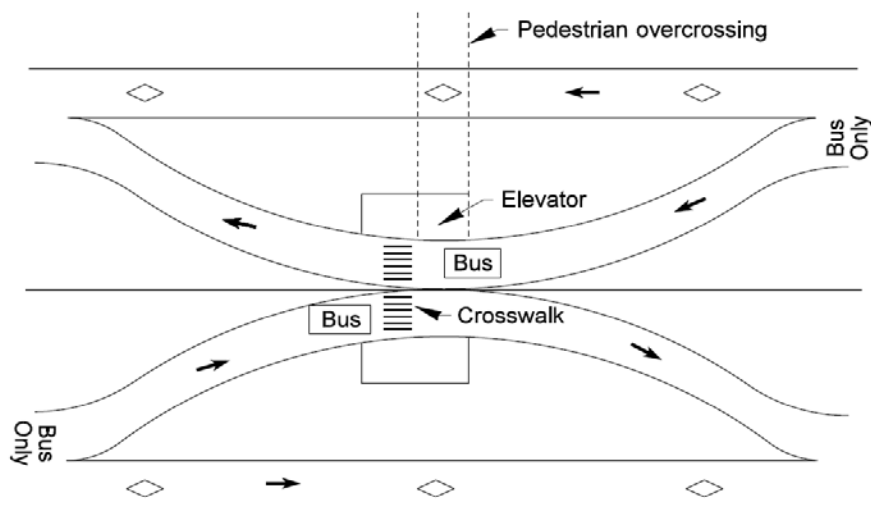 Pedestrian overcrossing
Bus
Only
Elevator
Bus
Bus
Crosswalk
Bus
Only